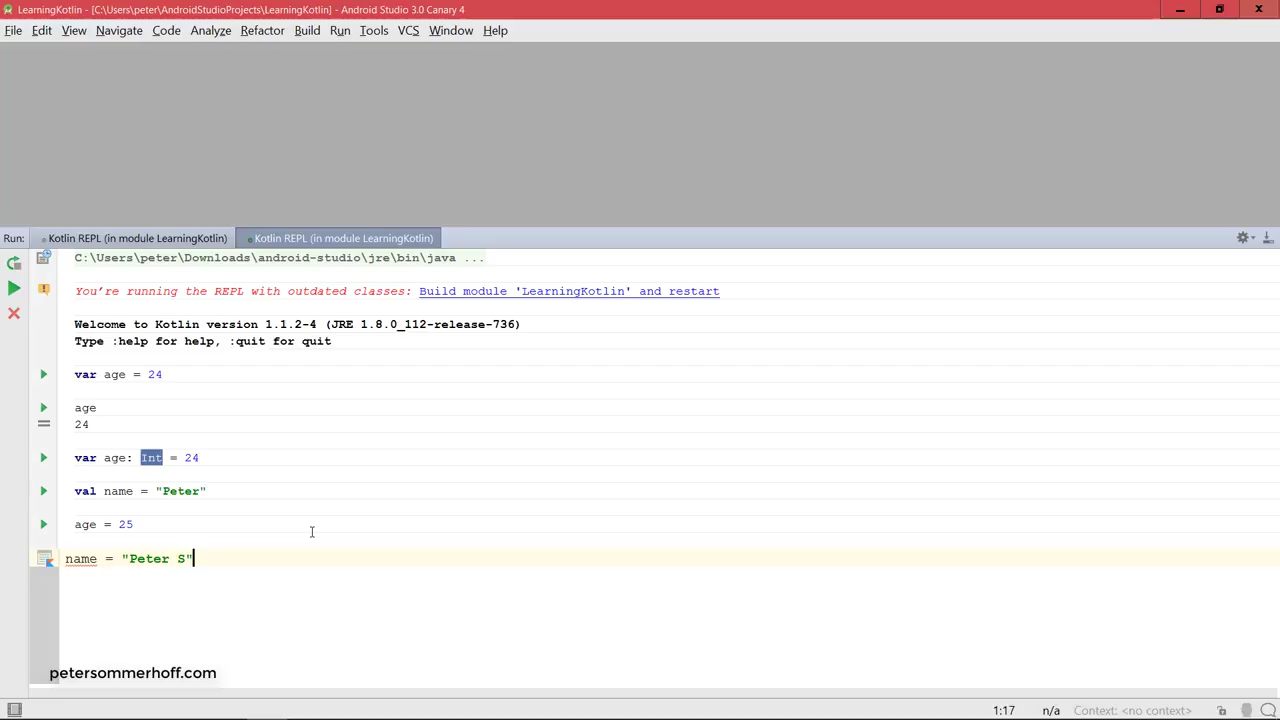 LearningKotlin - [C:\Users\peter\AndroidStudioProjects\LearningKotlin] - Android Studio 3.0 Canary 4
File Edit View Navigate Code Analyze Refactor Build Run Tools VCS Window Help
Run: Kotlin REPL (in module LearningKotlin) Kotlin REPL (in module LearningKotlin)
C:\Users\peter\Downloads\android-studio\jre\bin\java ...
You're running the REPL with outdated classes: Build module 'LearningKotlin' and restart
Welcome to Kotlin version 1.1.2-4 (JRE 1.8.0_112-release-736)
Type :help for help, :quit for quit
var age = 24
age
24
var age: Int = 24
val name = "Peter"
age = 25
name = "Peter S"
petersommerhoff.com
1:17 n/a Context: <no context>